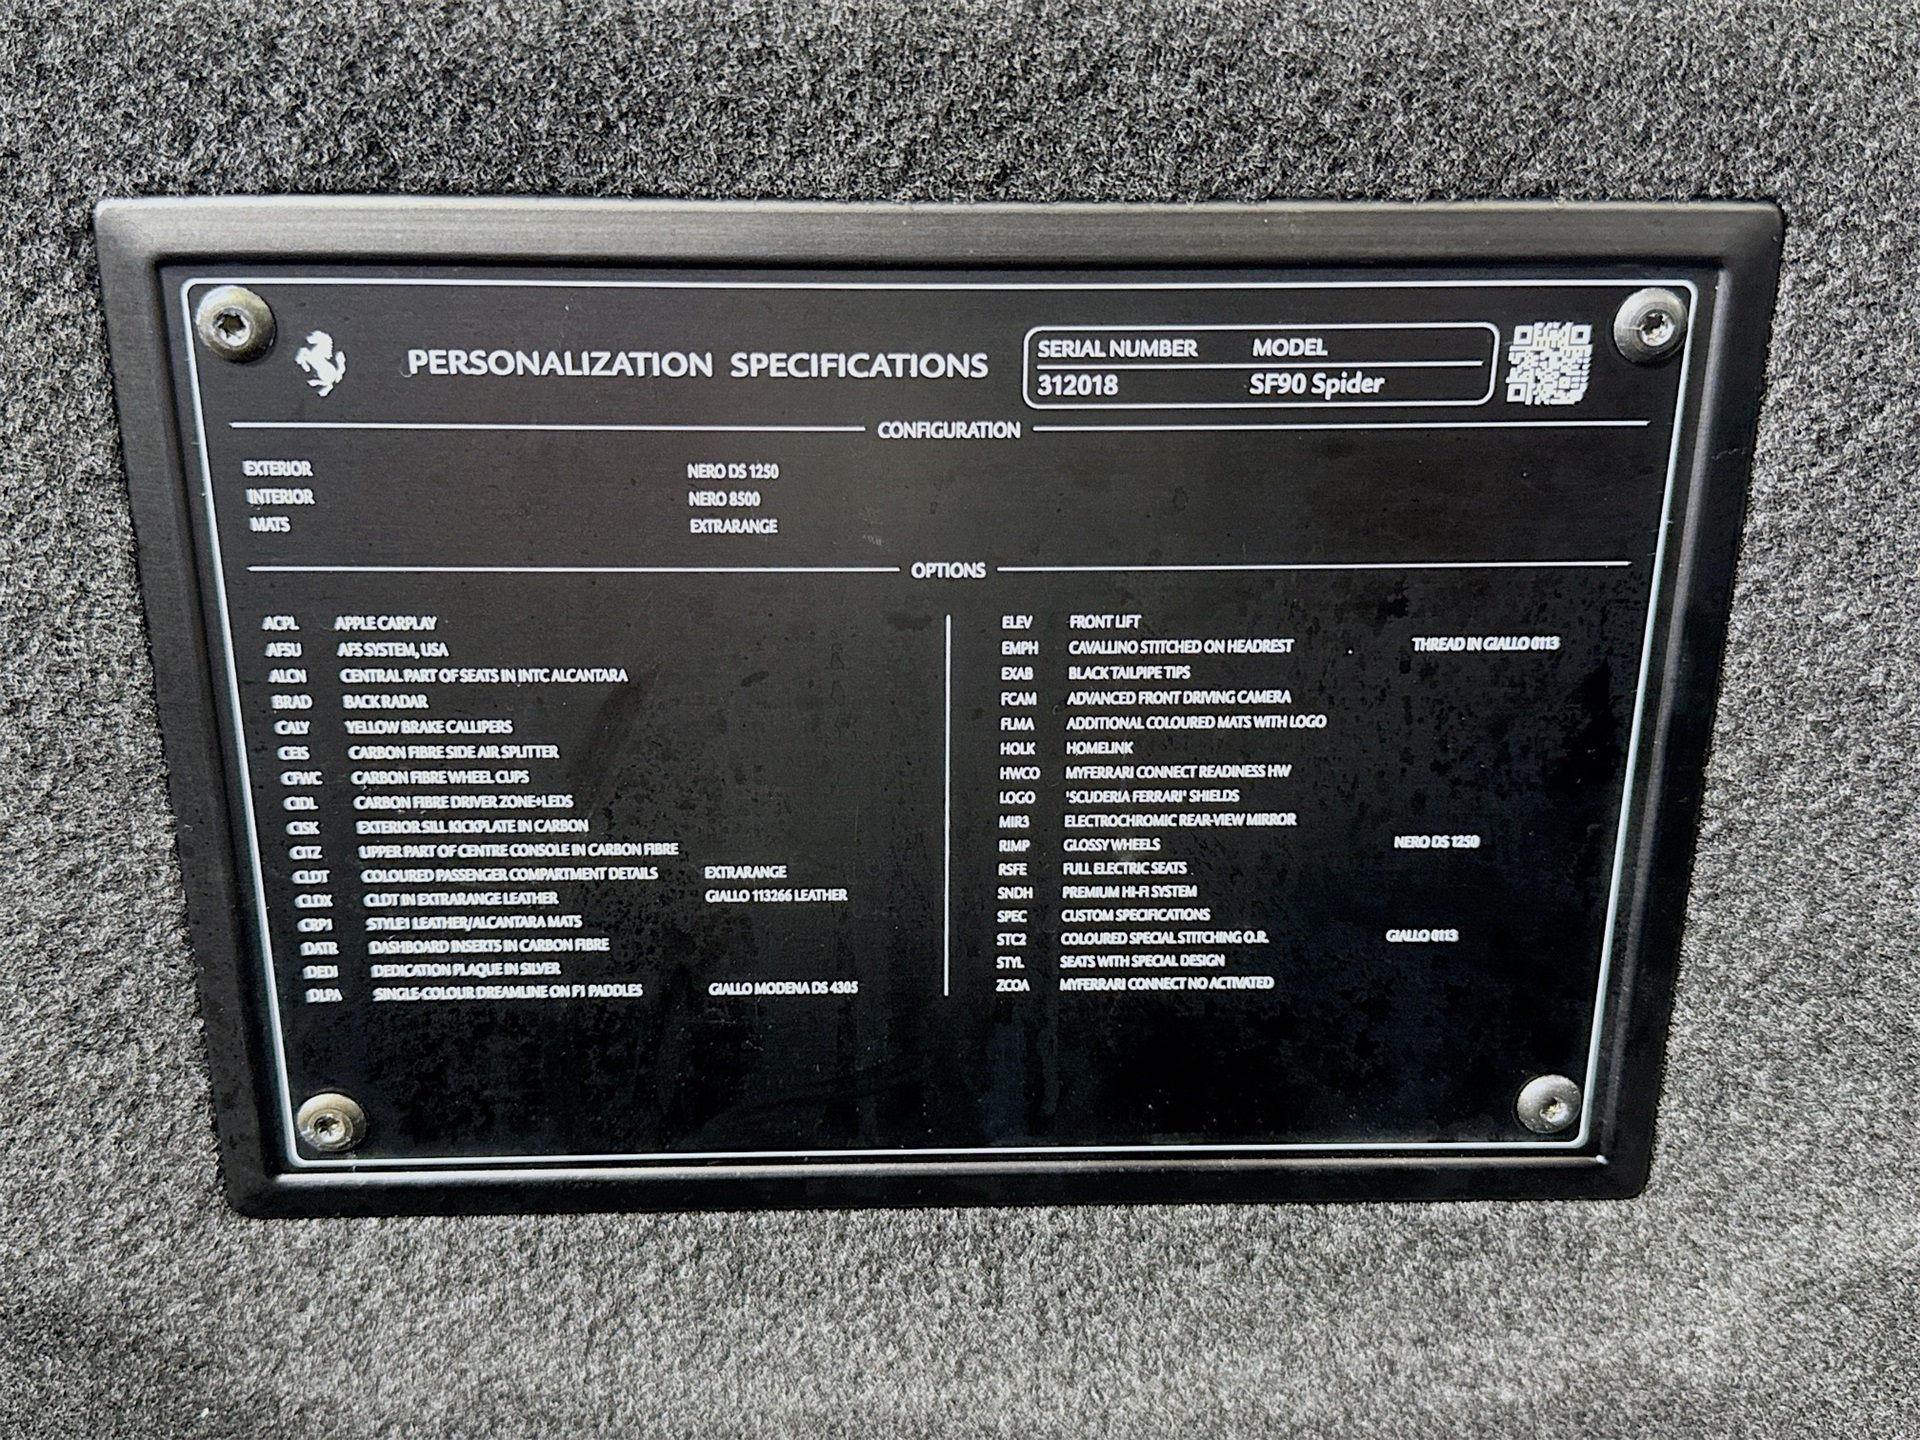 PERSONALIZATION SPECIFICATIONS
SERIAL NUMBER MODEL
312018 SF90 Spider
CONFIGURATION
EXTERIOR NERO DS 1250
INTERIOR NERO 8500
MATS EXTRARANGE
OPTIONS
ACPL APPLE CARPLAY
AFSU AFS SYSTEM, USA
ALCN CENTRAL PART OF SEATS IN INTC ALCANTARA
BRAD BACK RADAR
CALY YELLOW BRAKE CALLIPERS
CEIS CARBON FIBRE SIDE AIR SPLITTER
CFWC CARBON FIBRE WHEEL CUPS
CIDL CARBON FIBRE DRIVER ZONE+LEDS
CISK EXTERIOR SILL KICKPLATE IN CARBON
CITZ UPPER PART OF CENTRE CONSOLE IN CARBON FIBRE
CLDT COLOURED PASSENGER COMPARTMENT DETAILS EXTRARANGE
CLDX CLDT IN EXTRARANGE LEATHER GIALLO 113266 LEATHER
CRP1 STYLE1 LEATHER/ALCANTARA MATS
DATR DASHBOARD INSERTS IN CARBON FIBRE
DEDI DEDICATION PLAQUE IN SILVER
DLPA SINGLE-COLOUR DREAMLINE ON F1 PADDLES GIALLO MODENA DS 4305
ELEV FRONT LIFT
EMPH CAVALLINO STITCHED ON HEADREST THREAD IN GIALLO 0113
EXAB BLACK TAILPIPE TIPS
FCAM ADVANCED FRONT DRIVING CAMERA
FLMA ADDITIONAL COLOURED MATS WITH LOGO
HOLK HOMELINK
HWCO MYFERRARI CONNECT READINESS HW
LOGO 'SCUDERIA FERRARI' SHIELDS
MIR3 ELECTROCHROMIC REAR-VIEW MIRROR
RIMP GLOSSY WHEELS NERO DS 1250
RSFE FULL ELECTRIC SEATS
SNDH PREMIUM HI-FI SYSTEM
SPEC CUSTOM SPECIFICATIONS
STC2 COLOURED SPECIAL STITCHING O.R. GIALLO 0113
STYL SEATS WITH SPECIAL DESIGN
ZCOA MYFERRARI CONNECT NO ACTIVATED